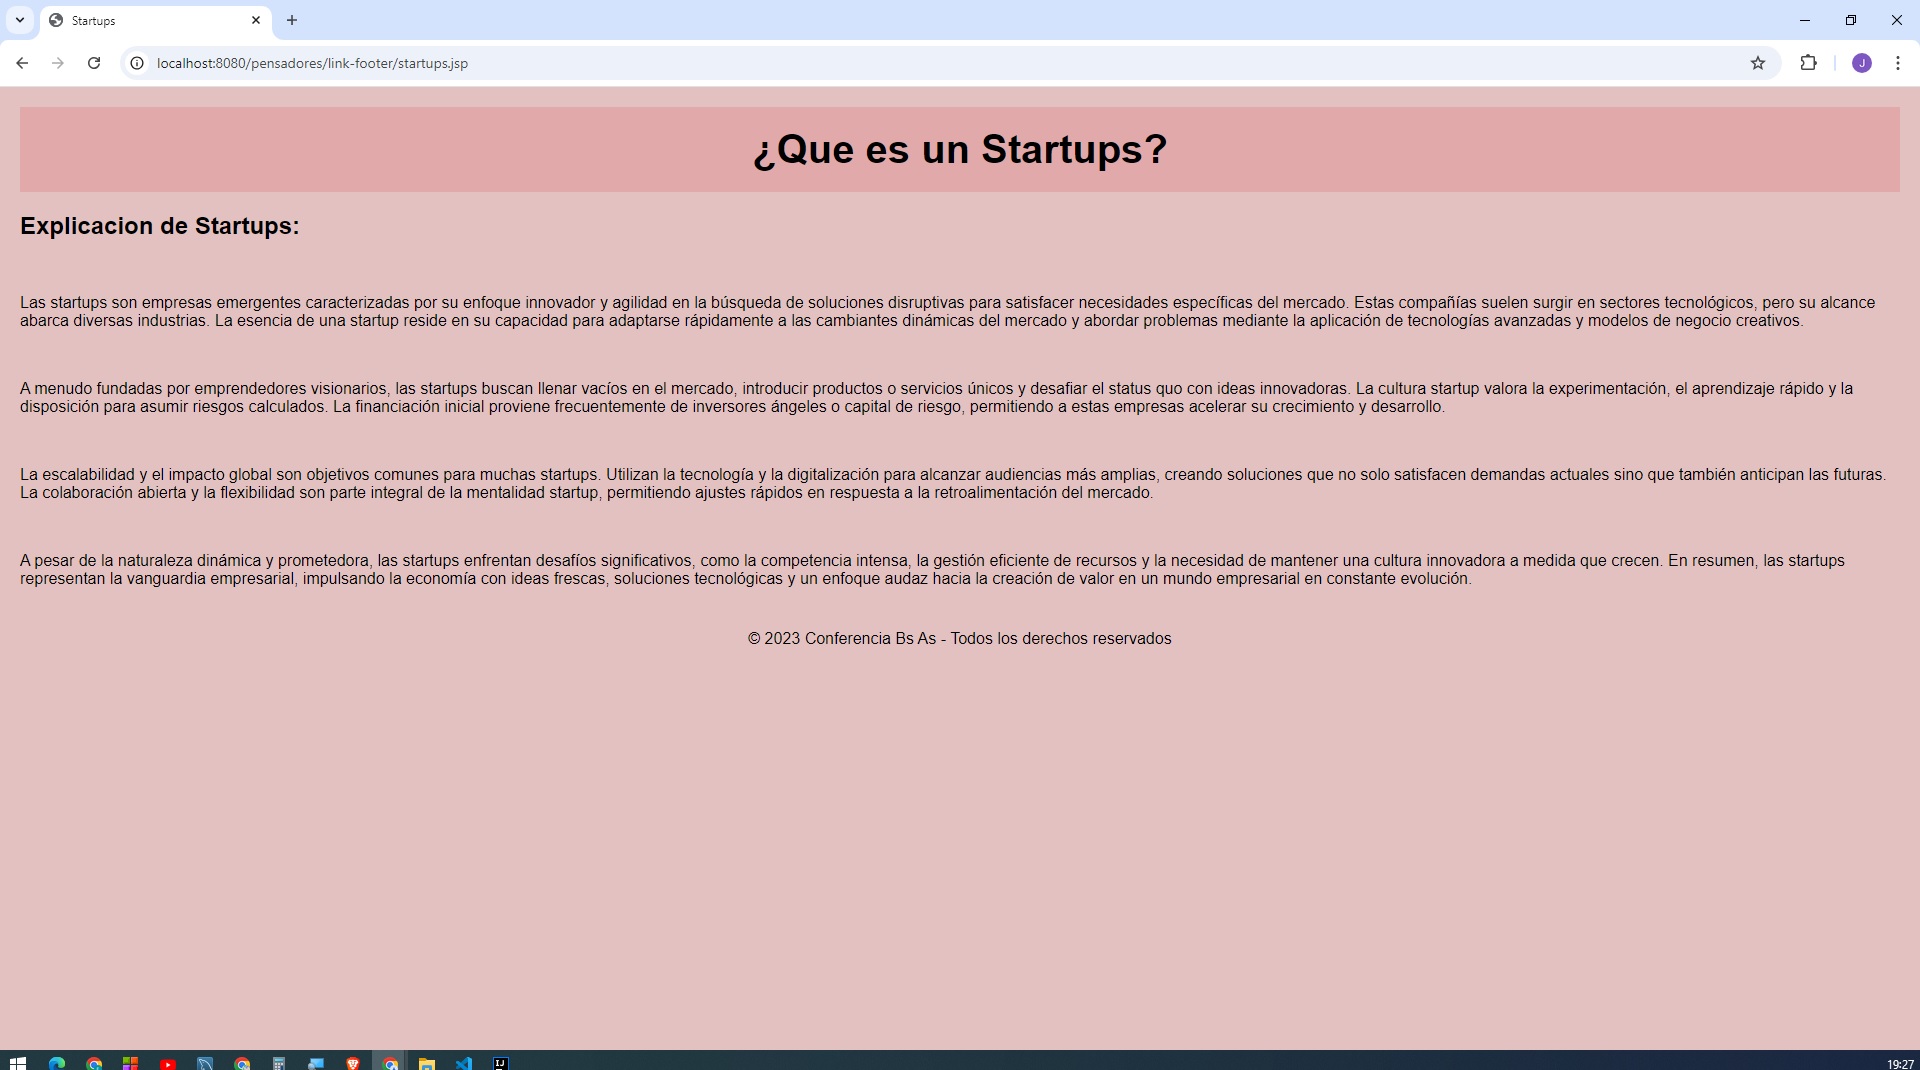 Startups
localhost:8080/pensadores/link-footer/startups.jsp
J
¿Que es un Startups?
Explicacion de Startups:
Las startups son empresas emergentes caracterizadas por su enfoque innovador y agilidad en la búsqueda de soluciones disruptivas para satisfacer necesidades específicas del mercado. Estas compañías suelen surgir en sectores tecnológicos, pero su alcance
abarca diversas industrias. La esencia de una startup reside en su capacidad para adaptarse rápidamente a las cambiantes dinámicas del mercado y abordar problemas mediante la aplicación de tecnologías avanzadas y modelos de negocio creativos.
A menudo fundadas por emprendedores visionarios, las startups buscan llenar vacíos en el mercado, introducir productos o servicios únicos y desafiar el status quo con ideas innovadoras. La cultura startup valora la experimentación, el aprendizaje rápido y la
disposición para asumir riesgos calculados. La financiación inicial proviene frecuentemente de inversores ángeles o capital de riesgo, permitiendo a estas empresas acelerar su crecimiento y desarrollo.
La escalabilidad y el impacto global son objetivos comunes para muchas startups. Utilizan la tecnología y la digitalización para alcanzar audiencias más amplias, creando soluciones que no solo satisfacen demandas actuales sino que también anticipan las futuras.
La colaboración abierta y la flexibilidad son parte integral de la mentalidad startup, permitiendo ajustes rápidos en respuesta a la retroalimentación del mercado.
A pesar de la naturaleza dinámica y prometedora, las startups enfrentan desafíos significativos, como la competencia intensa, la gestión eficiente de recursos y la necesidad de mantener una cultura innovadora a medida que crecen. En resumen, las startups
representan la vanguardia empresarial, impulsando la economía con ideas frescas, soluciones tecnológicas y un enfoque audaz hacia la creación de valor en un mundo empresarial en constante evolución.
© 2023 Conferencia Bs As - Todos los derechos reservados
IJ
19:27